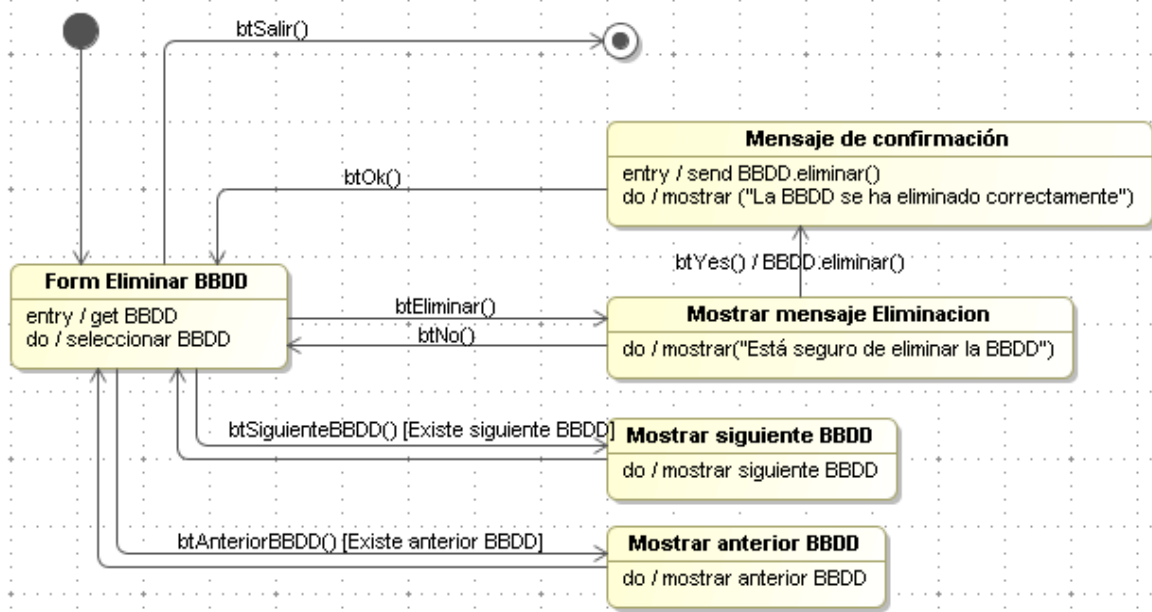 btSalir()
Mensaje de confirmación
entry / send BBDD.eliminar()
do / mostrar ("La BBDD se ha eliminado correctamente")
btOk()
btYes() / BBDD.eliminar()
Form Eliminar BBDD
entry / get BBDD
do / seleccionar BBDD
btEliminar()
btNo()
Mostrar mensaje Eliminacion
do / mostrar("Está seguro de eliminar la BBDD")
btSiguienteBBDD() [Existe siguiente BBDD]
Mostrar siguiente BBDD
do / mostrar siguiente BBDD
btAnteriorBBDD() [Existe anterior BBDD]
Mostrar anterior BBDD
do / mostrar anterior BBDD